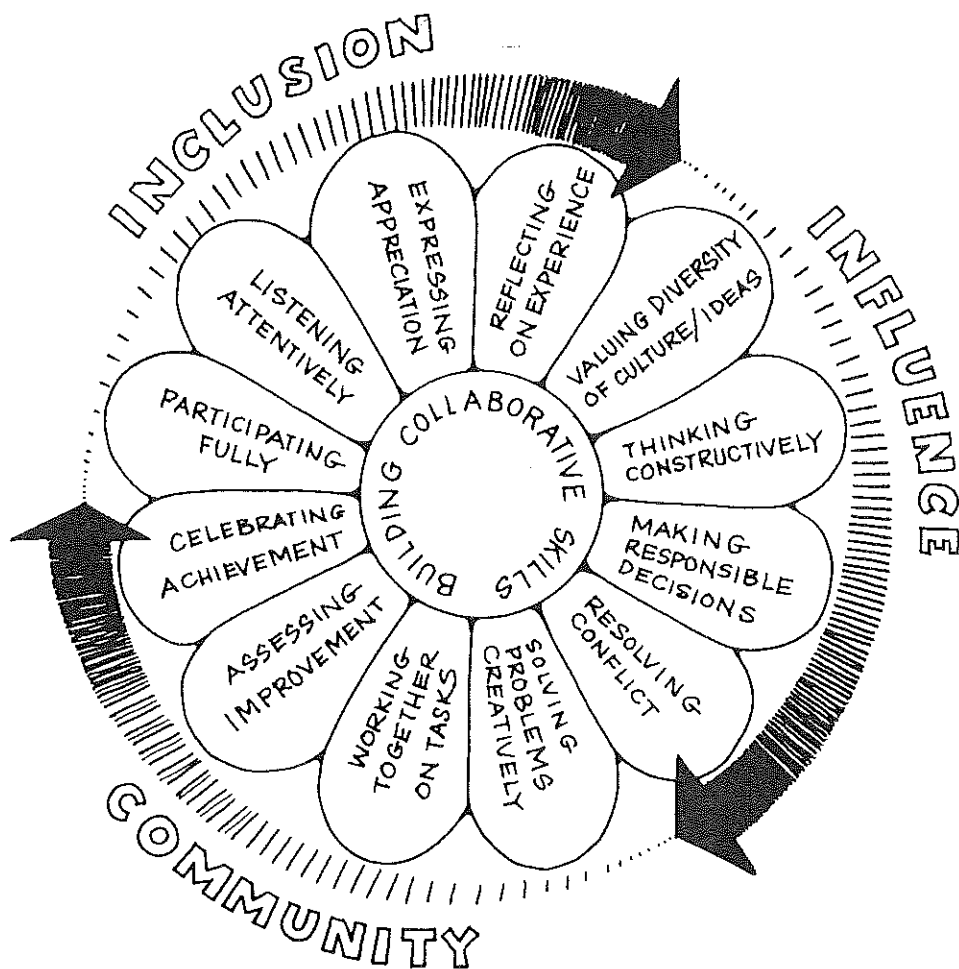 INCLUSION
INFLUENCE
COMMUNITY
BUILDING COLLABORATIVE SKILLS
PARTICIPATING
FULLY
LISTENING
ATTENTIVELY
EXPRESSING
APPRECIATION
REFLECTING
ON EXPERIENCE
VALUING DIVERSITY
OF CULTURE/IDEAS
THINKING
CONSTRUCTIVELY
MAKING
RESPONSIBLE
DECISIONS
RESOLVING
CONFLICT
SOLVING
PROBLEMS
CREATIVELY
WORKING
TOGETHER
ON TASKS
ASSESSING
IMPROVEMENT
CELEBRATING
ACHIEVEMENT